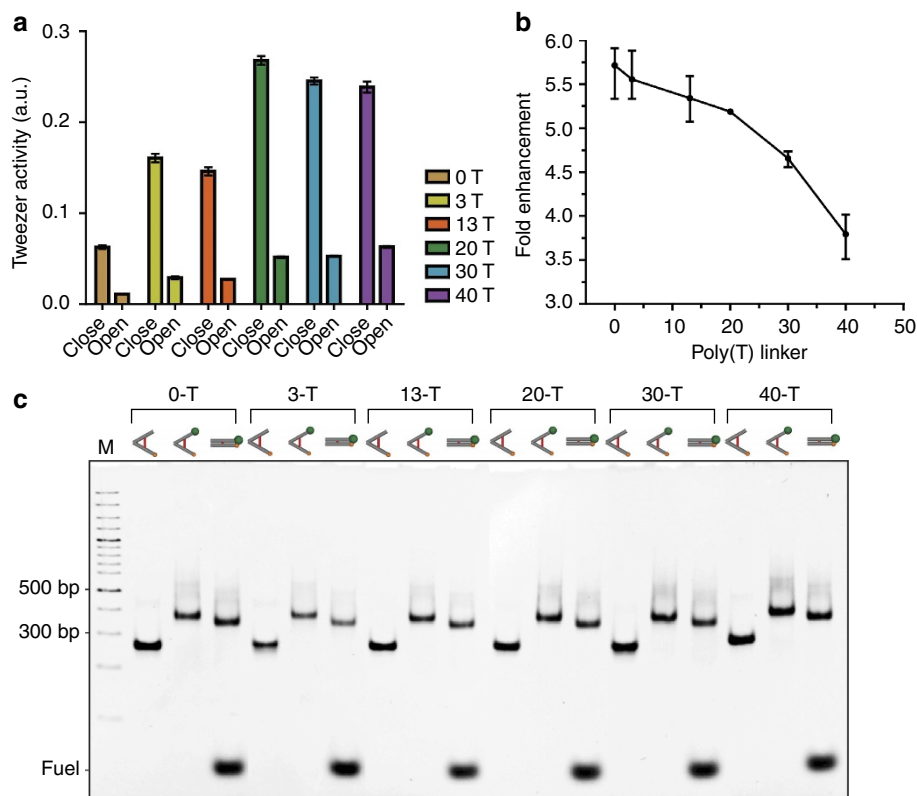 a
Tweezer activity (a.u.)
0.3
0.2
0.1
0.0
Close
Open
Close
Open
Close
Open
Close
Open
Close
Open
Close
Open
0 T
3 T
13 T
20 T
30 T
40 T
b
Fold enhancement
6.0
5.5
5.0
4.5
4.0
3.5
3.0
0 10 20 30 40 50
Poly(T) linker
c
0-T 3-T 13-T 20-T 30-T 40-T
M
500 bp
300 bp
Fuel